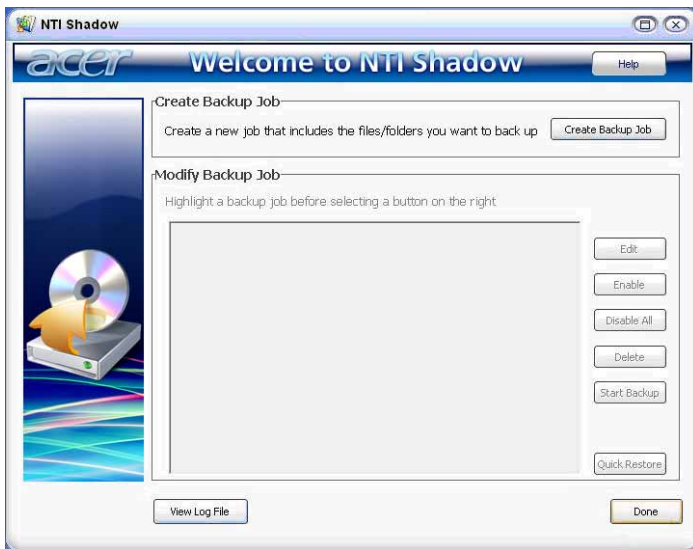 NTI Shadow
acer Welcome to NTI Shadow Help
Create Backup Job
Create a new job that includes the files/folders you want to back up Create Backup Job
Modify Backup Job
Highlight a backup job before selecting a button on the right
Edit
Enable
Disable All
Delete
Start Backup
Quick Restore
View Log File Done